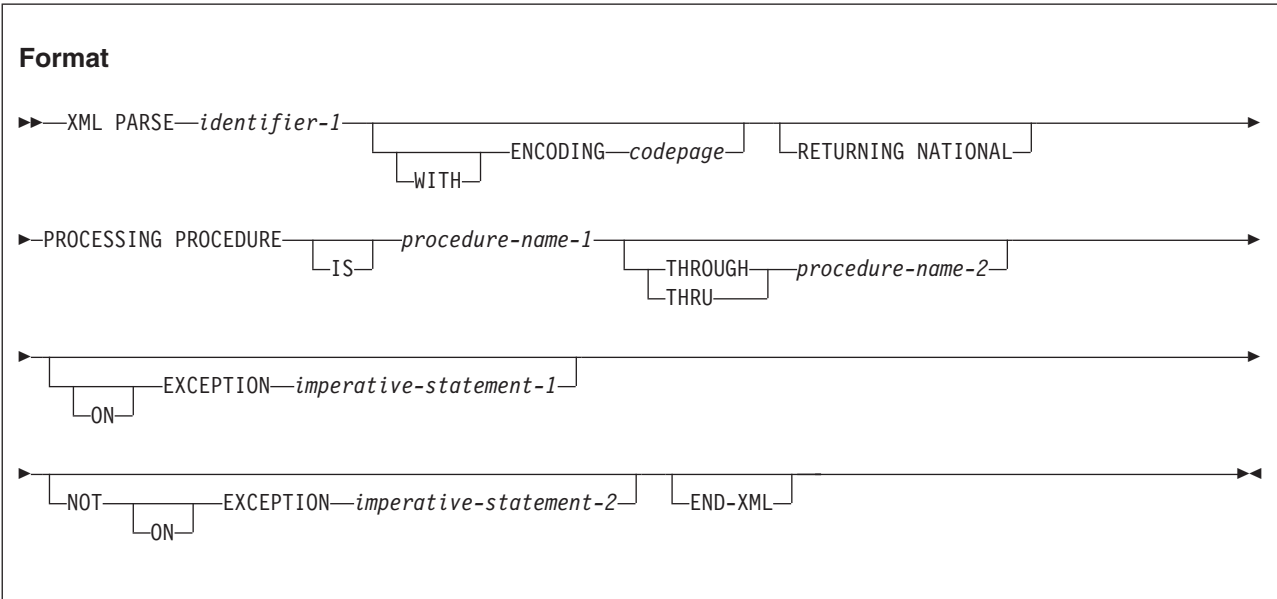 Format
XML PARSE identifier-1 ENCODING codepage RETURNING NATIONAL
WITH
PROCESSING PROCEDURE procedure-name-1
IS THROUGH procedure-name-2
THRU
EXCEPTION imperative-statement-1
ON
NOT EXCEPTION imperative-statement-2 END-XML
ON